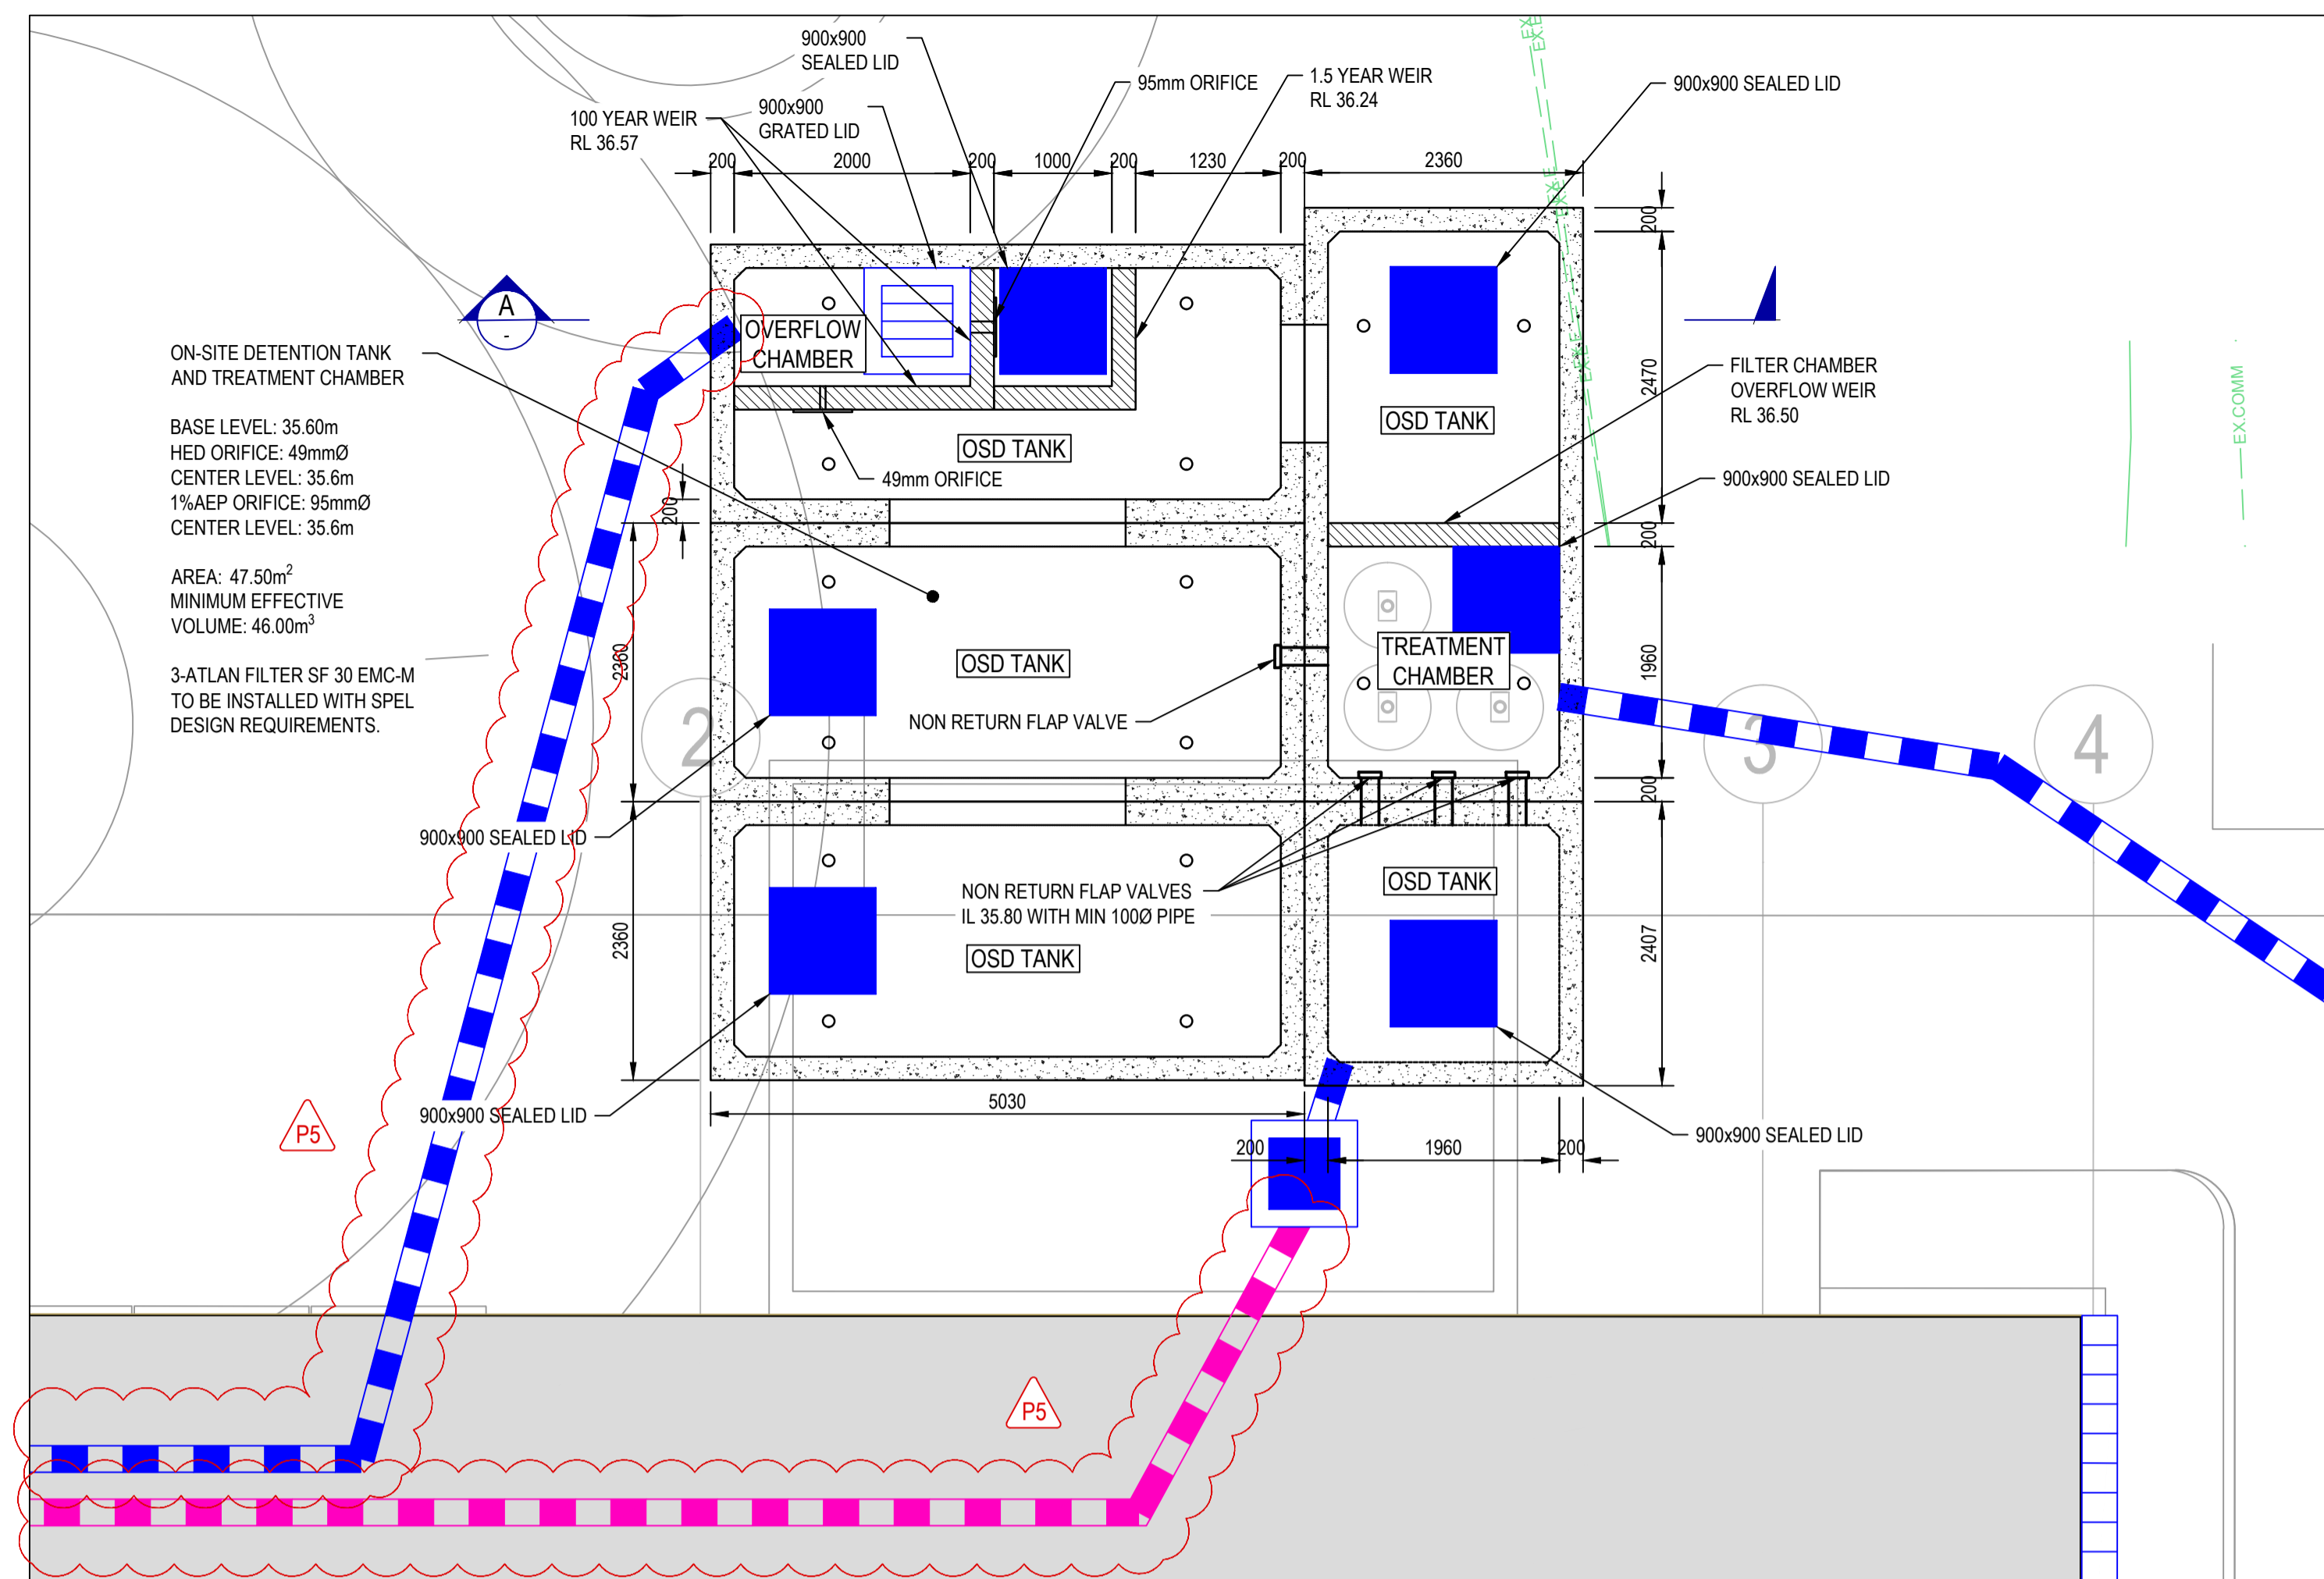 900x900
SEALED LID
95mm ORIFICE
1.5 YEAR WEIR
RL 36.24
900x900 SEALED LID
100 YEAR WEIR
RL 36.57
900x900
GRATED LID
200
2000
200
1000
200
1230
200
2360
EX
EX.E
EX.E
EX.E
EX.E
EX.E
200
A
-
OVERFLOW
CHAMBER
ON-SITE DETENTION TANK
AND TREATMENT CHAMBER
BASE LEVEL: 35.60m
HED ORIFICE: 49mmØ
CENTER LEVEL: 35.6m
1%AEP ORIFICE: 95mmØ
CENTER LEVEL: 35.6m
AREA: 47.50m²
MINIMUM EFFECTIVE
VOLUME: 46.00m³
3-ATLAN FILTER SF 30 EMC-M
TO BE INSTALLED WITH SPEL
DESIGN REQUIREMENTS.
2470
FILTER CHAMBER
OVERFLOW WEIR
RL 36.50
EX.COMM
OSD TANK
OSD TANK
49mm ORIFICE
900x900 SEALED LID
200
200
2360
OSD TANK
TREATMENT
CHAMBER
1960
NON RETURN FLAP VALVE
2
3
4
200
900x900 SEALED LID
NON RETURN FLAP VALVES
IL 35.80 WITH MIN 100Ø PIPE
OSD TANK
2360
OSD TANK
2407
900x900 SEALED LID
5030
P5
200
1960
200
900x900 SEALED LID
P5